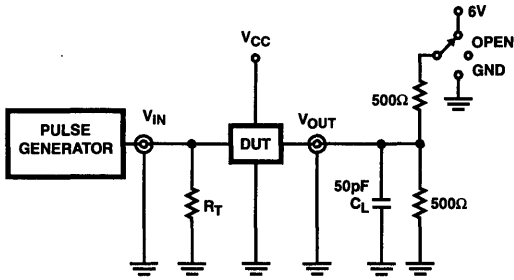 6V
OPEN
GND
VCC
500Ω
PULSE
GENERATOR
VIN
DUT
VOUT
RT
50pF
CL
500Ω